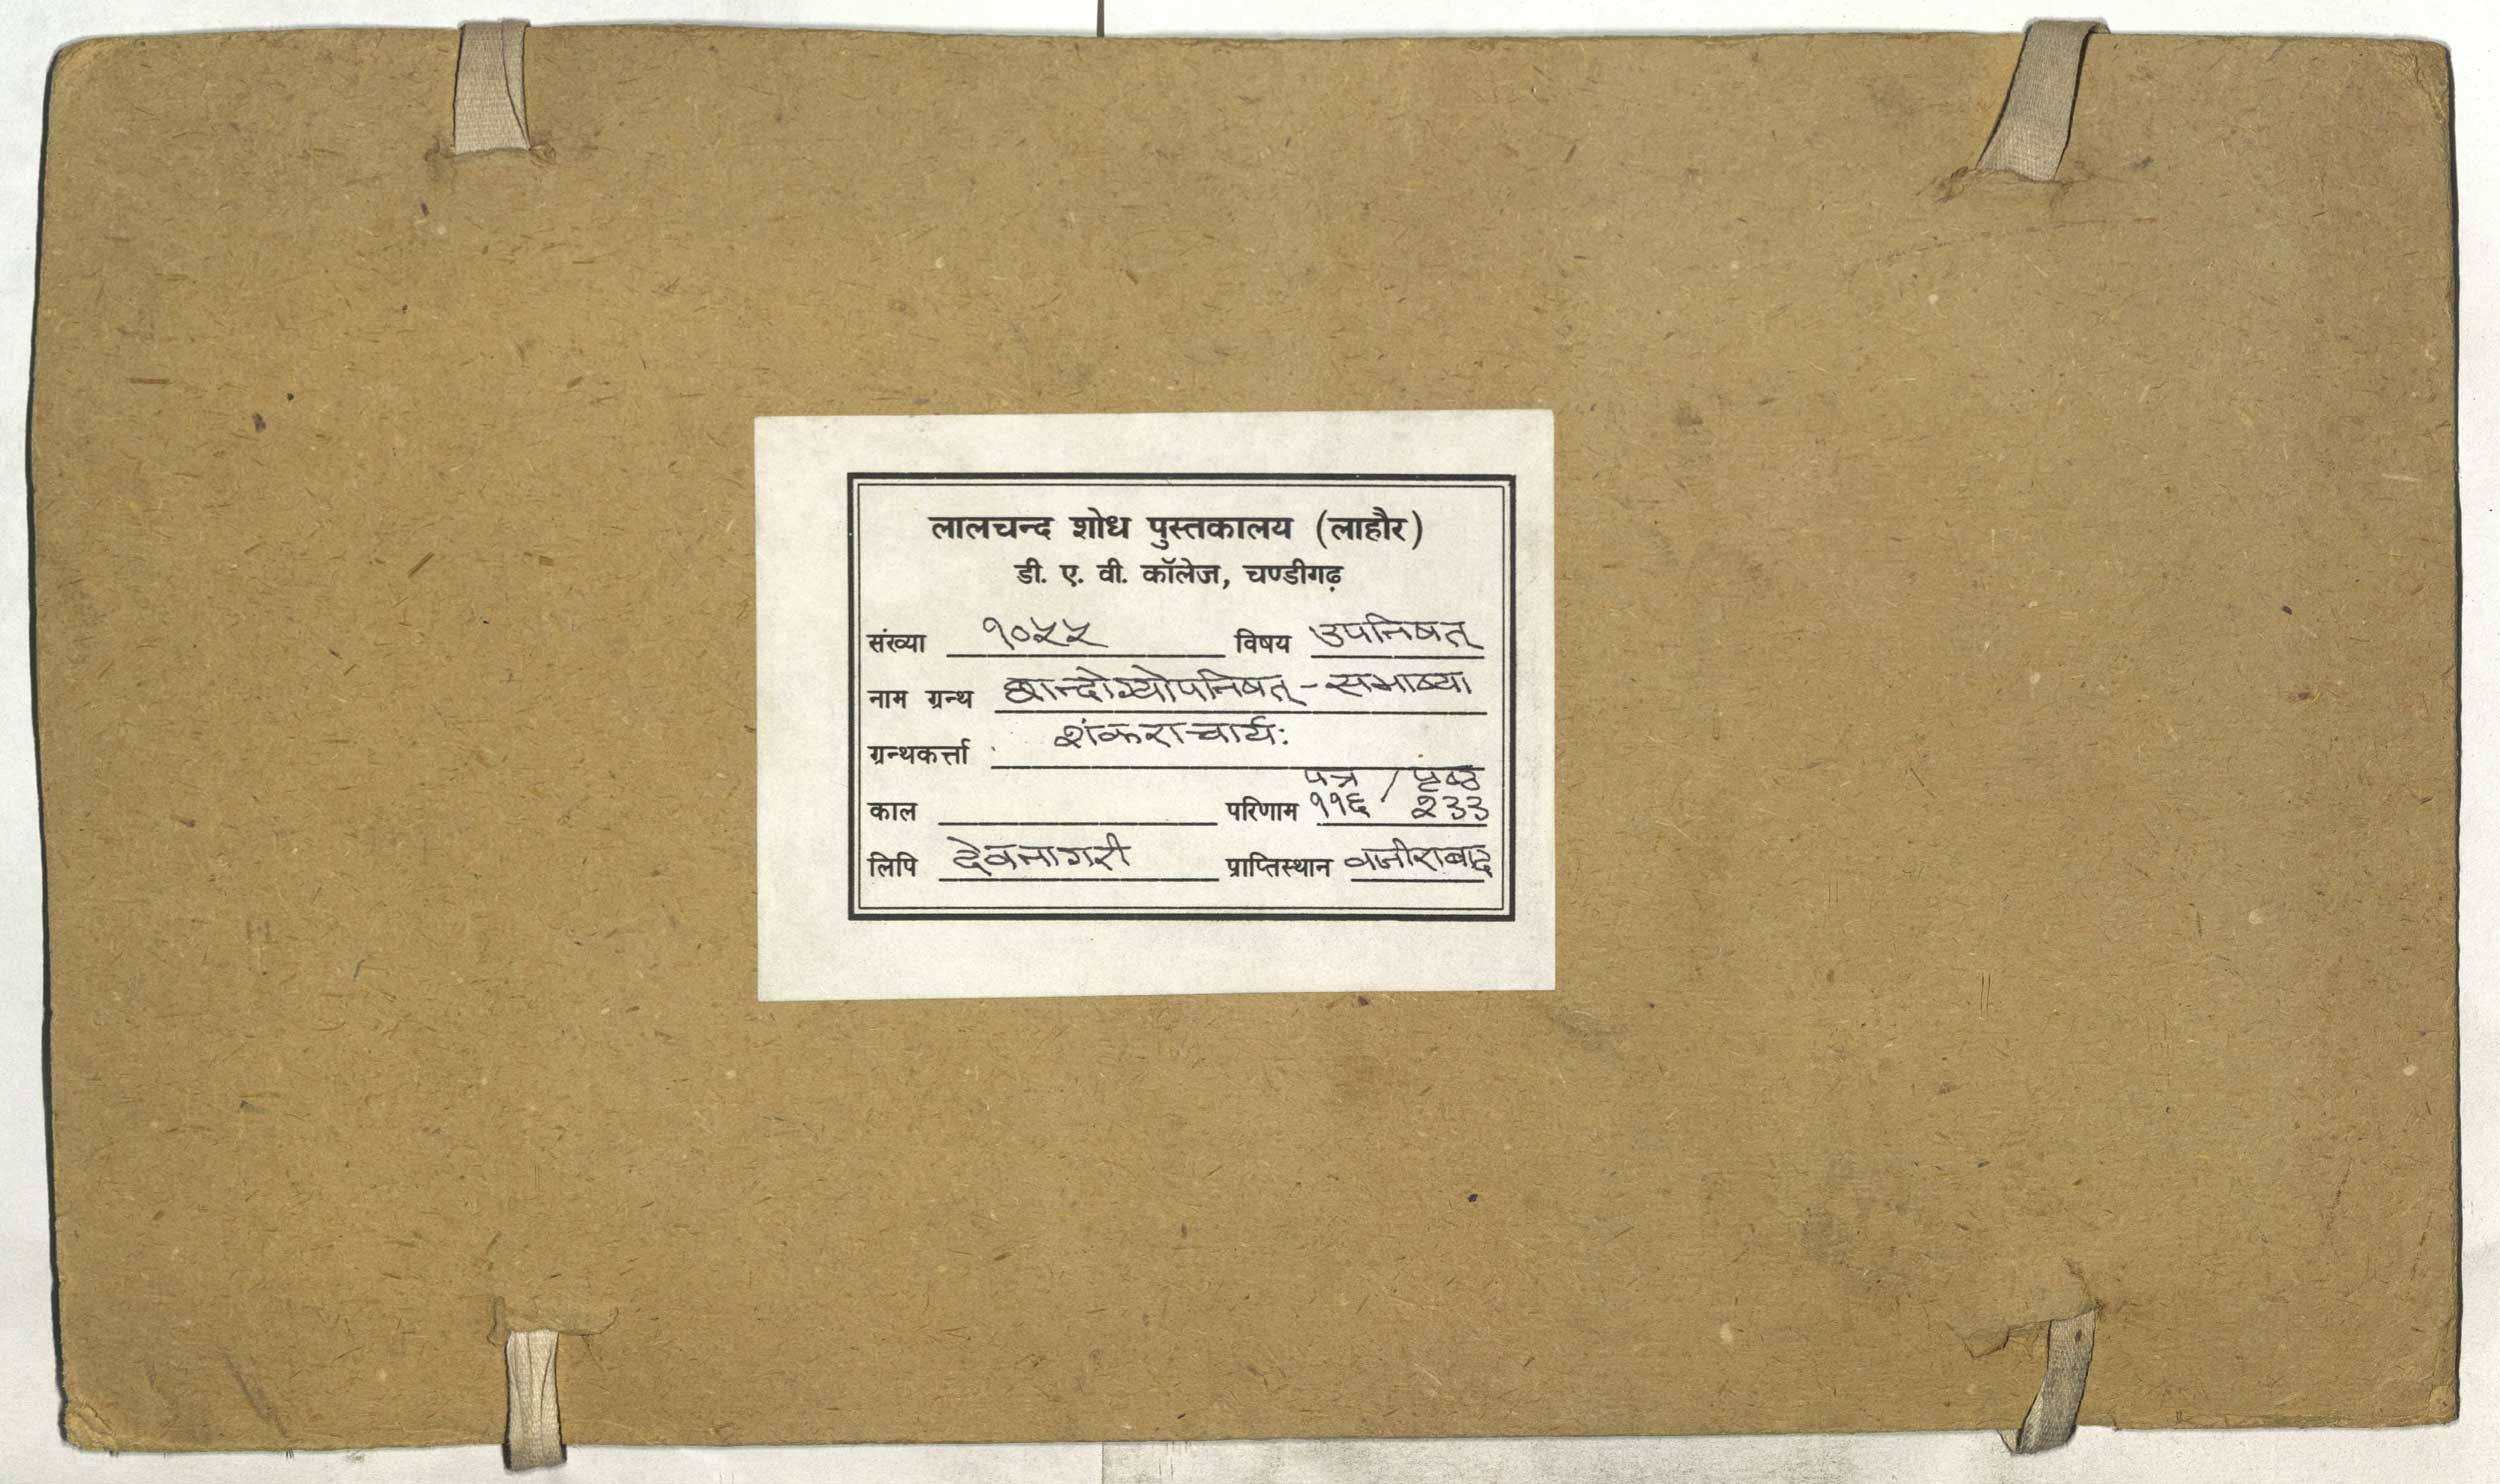 लालचन्द शोध पुस्तकालय (लाहौर)
डी. ए. वी. कॉलेज, चण्डीगढ़
संख्या १०५५ विषय उपनिषत्
नाम ग्रन्थ छान्दोग्योपनिषत् - सभाष्या
ग्रन्थकर्त्ता शंकराचार्यः
पत्र / पृष्ठ
काल परिणाम ११६ / २३३
लिपि देवनागरी प्राप्तिस्थान वजीराबाद